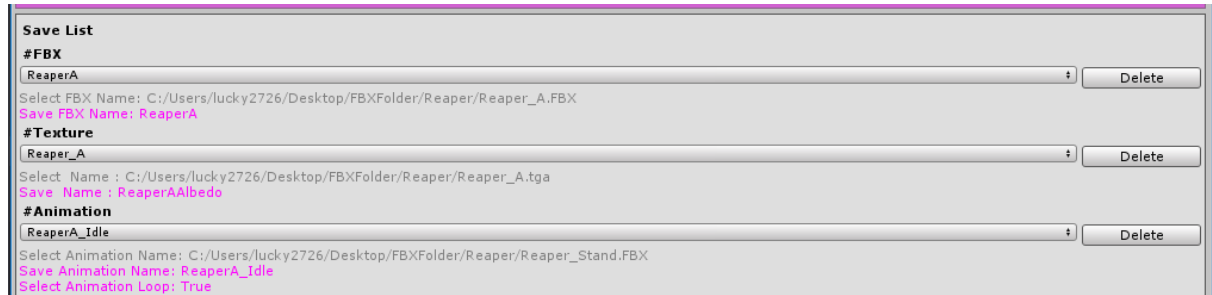 Save List
#FBX
ReaperA Delete
Select FBX Name: C:/Users/lucky2726/Desktop/FBXFolder/Reaper/Reaper_A.FBX
Save FBX Name: ReaperA
#Texture
Reaper_A Delete
Select  Name : C:/Users/lucky2726/Desktop/FBXFolder/Reaper/Reaper_A.tga
Save  Name : ReaperAAlbedo
#Animation
ReaperA_Idle Delete
Select Animation Name: C:/Users/lucky2726/Desktop/FBXFolder/Reaper/Reaper_Stand.FBX
Save Animation Name: ReaperA_Idle
Select Animation Loop: True